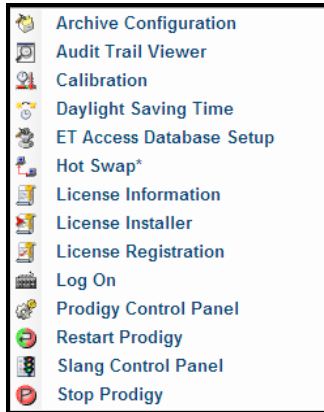 Archive Configuration
Audit Trail Viewer
Calibration
Daylight Saving Time
ET Access Database Setup
Hot Swap*
License Information
License Installer
License Registration
Log On
Prodigy Control Panel
Restart Prodigy
Slang Control Panel
Stop Prodigy